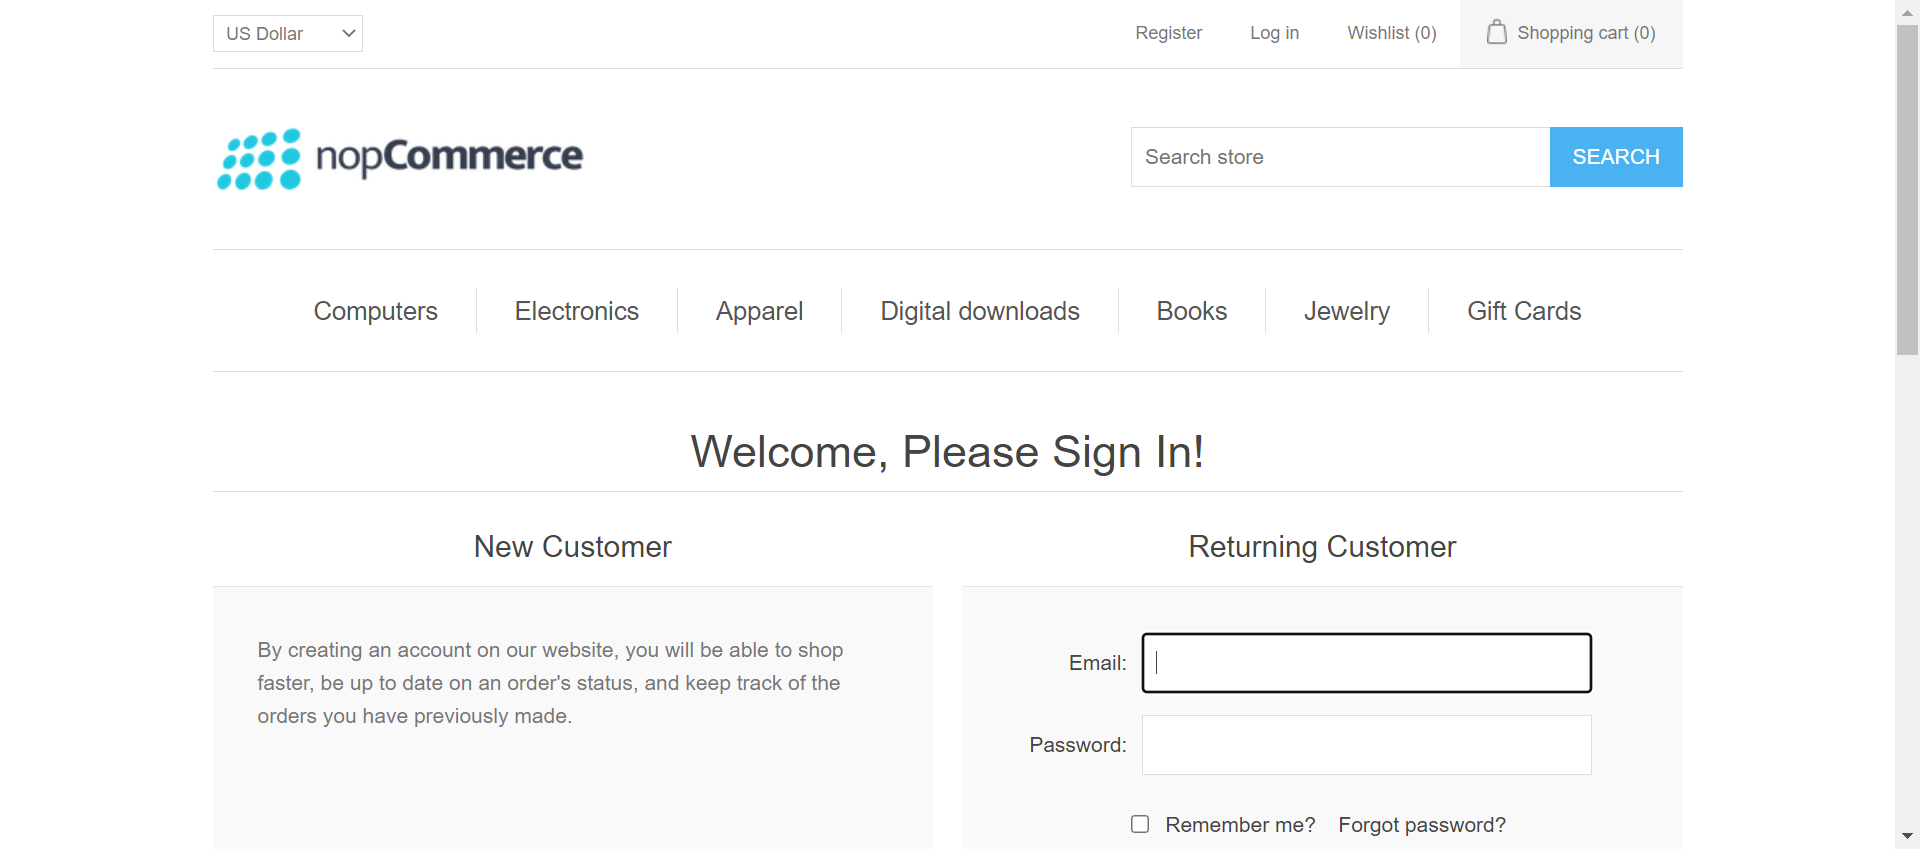 US Dollar
Register
Log in
Wishlist (0)
Shopping cart (0)
nopCommerce
Search store
SEARCH
Computers
Electronics
Apparel
Digital downloads
Books
Jewelry
Gift Cards
Welcome, Please Sign In!
New Customer
By creating an account on our website, you will be able to shop
faster, be up to date on an order's status, and keep track of the
orders you have previously made.
Returning Customer
Email:
Password:
Remember me?
Forgot password?